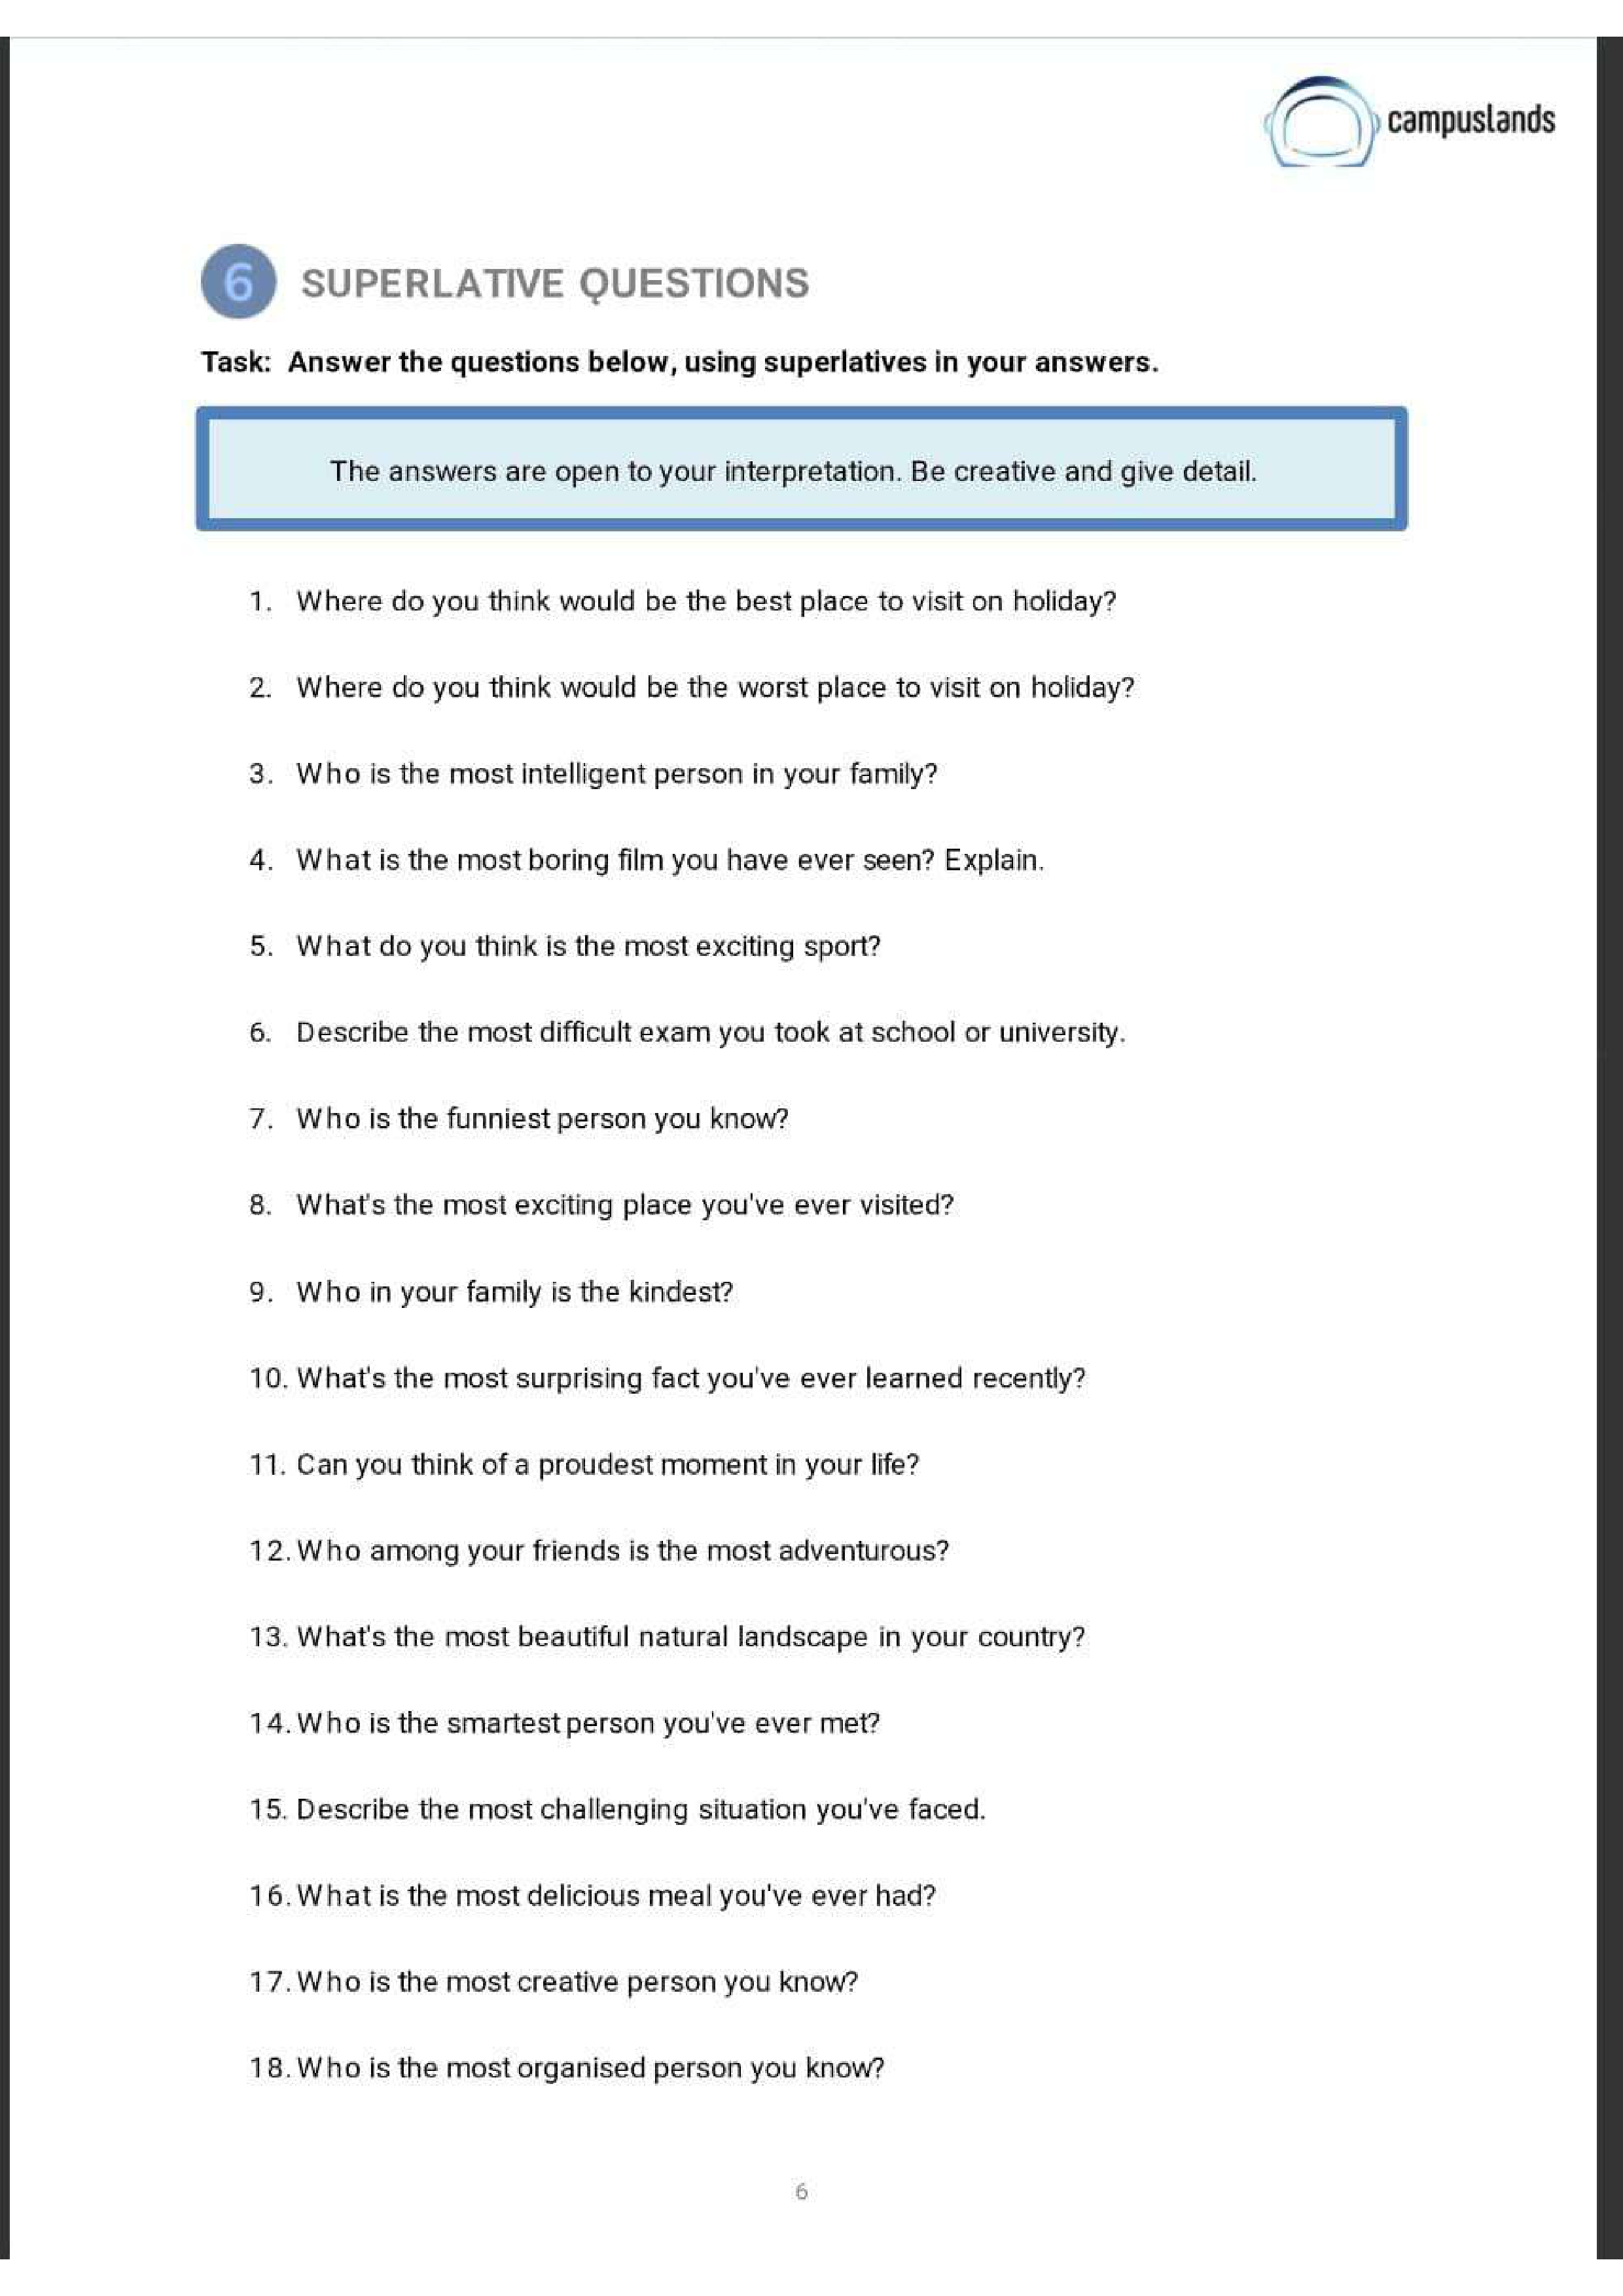 campuslands
6 SUPERLATIVE QUESTIONS
Task: Answer the questions below, using superlatives in your answers.
The answers are open to your interpretation. Be creative and give detail.
1. Where do you think would be the best place to visit on holiday?
2. Where do you think would be the worst place to visit on holiday?
3. Who is the most intelligent person in your family?
4. What is the most boring film you have ever seen? Explain.
5. What do you think is the most exciting sport?
6. Describe the most difficult exam you took at school or university.
7. Who is the funniest person you know?
8. What's the most exciting place you've ever visited?
9. Who in your family is the kindest?
10. What's the most surprising fact you've ever learned recently?
11. Can you think of a proudest moment in your life?
12. Who among your friends is the most adventurous?
13. What's the most beautiful natural landscape in your country?
14. Who is the smartest person you've ever met?
15. Describe the most challenging situation you've faced.
16. What is the most delicious meal you've ever had?
17. Who is the most creative person you know?
18. Who is the most organised person you know?
6